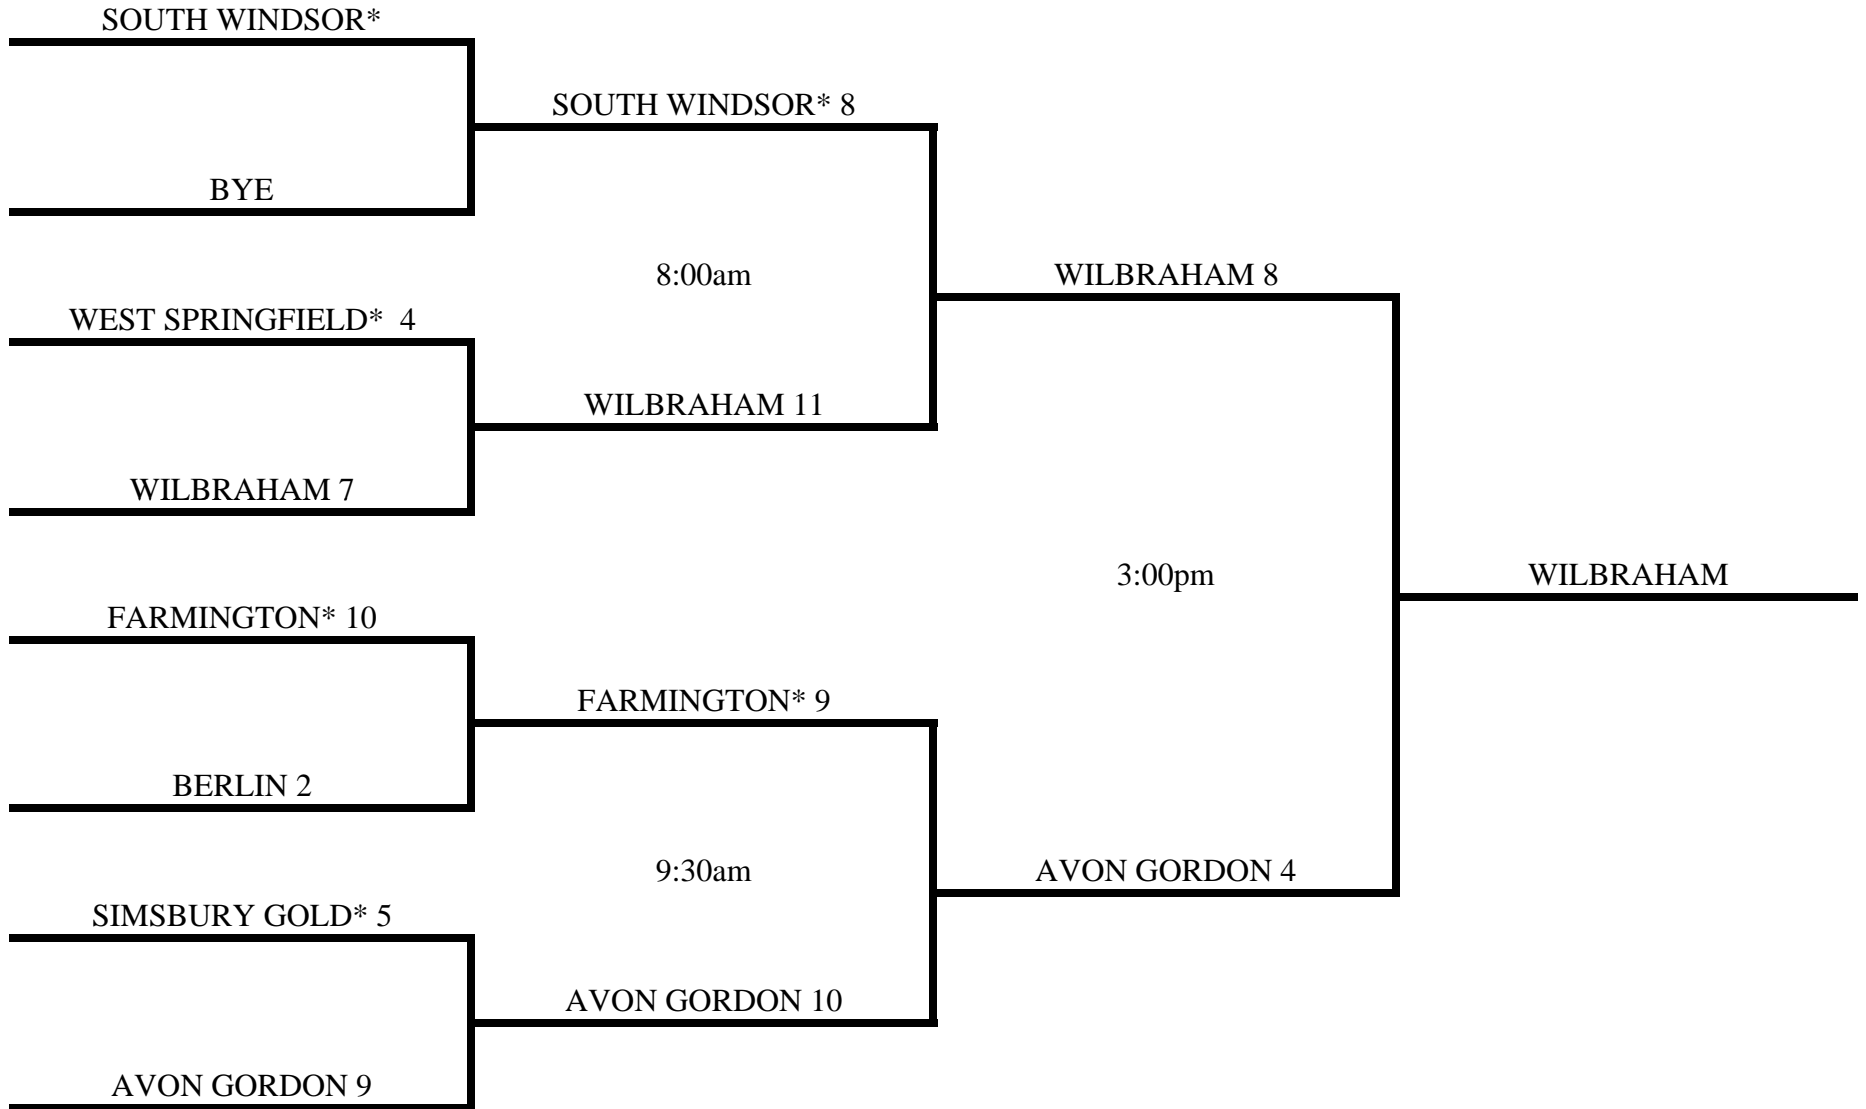 SOUTH WINDSOR*
SOUTH WINDSOR* 8
BYE
8:00am
WILBRAHAM 8
WEST SPRINGFIELD*  4
WILBRAHAM 11
WILBRAHAM 7
3:00pm
WILBRAHAM
FARMINGTON* 10
FARMINGTON* 9
BERLIN 2
9:30am
AVON GORDON 4
SIMSBURY GOLD* 5
AVON GORDON 10
AVON GORDON 9